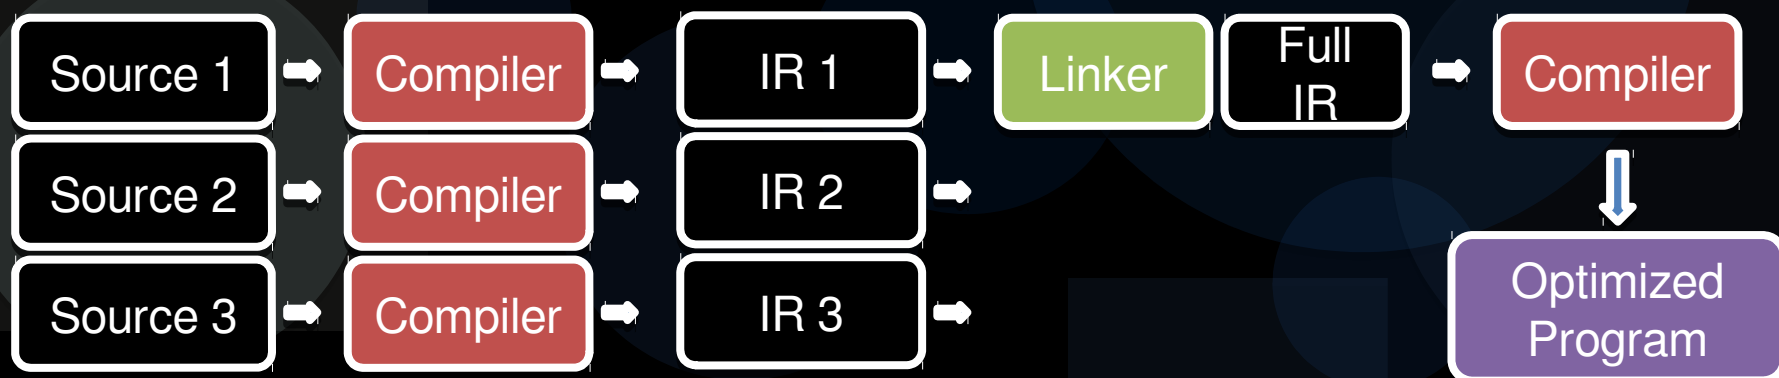 Source 1
Compiler
IR 1
Linker
Full
IR
Compiler
Source 2
Compiler
IR 2
Source 3
Compiler
IR 3
Optimized
Program